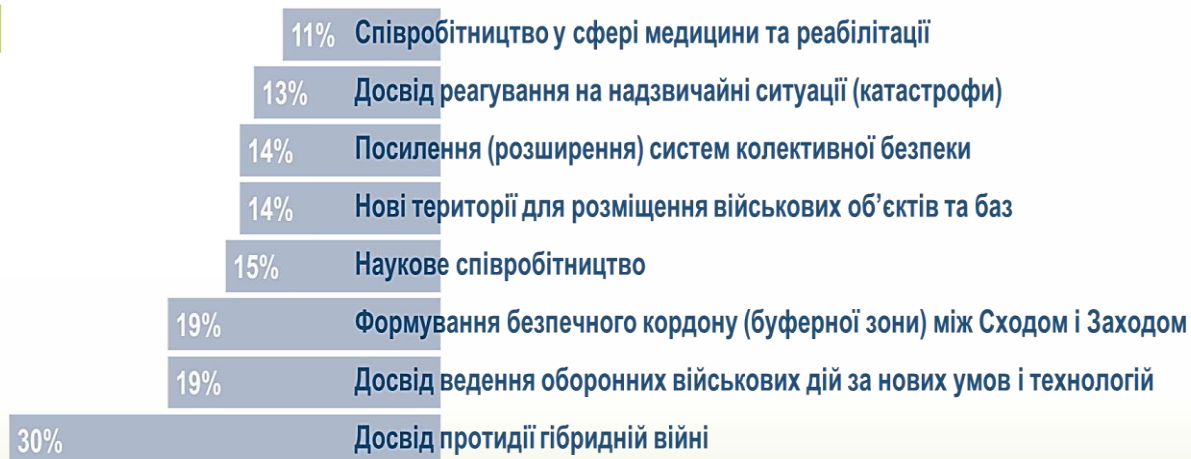 11% Співробітництво у сфері медицини та реабілітації
13% Досвід реагування на надзвичайні ситуації (катастрофи)
14% Посилення (розширення) систем колективної безпеки
14% Нові території для розміщення військових об’єктів та баз
15% Наукове співробітництво
19% Формування безпечного кордону (буферної зони) між Сходом і Заходом
19% Досвід ведення оборонних військових дій за нових умов і технологій
30% Досвід протидії гібридній війні